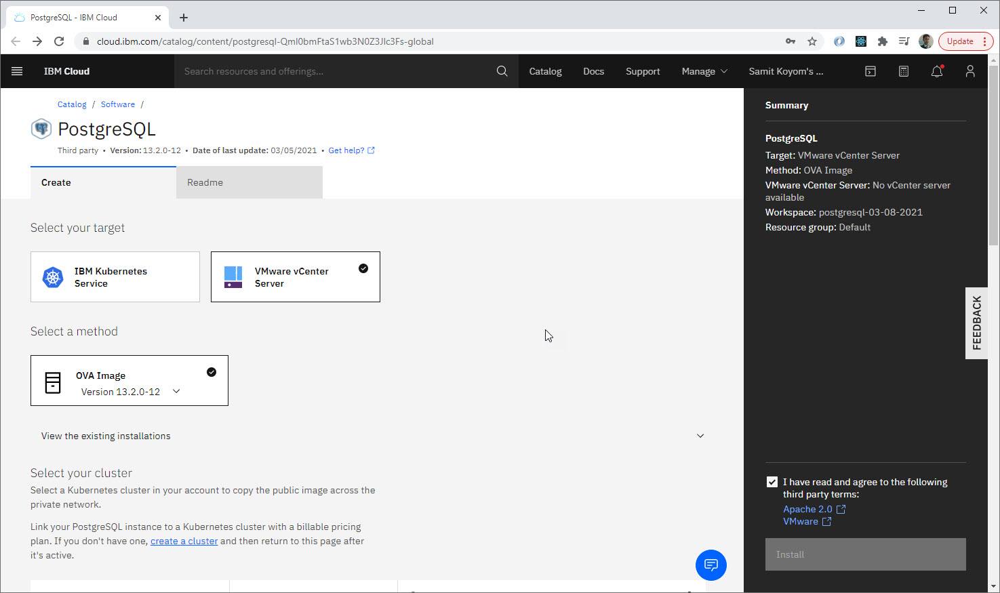 PostgreSQL - IBM Cloud
cloud.ibm.com/catalog/content/postgresql-Qml0bmFtaS1wb3N0Z3Jlc3Fs-global
Update
IBM Cloud
Search resources and offerings...
Catalog
Docs
Support
Manage
Samit Koyom's ...
Catalog / Software /
PostgreSQL
Third party • Version: 13.2.0-12 • Date of last update: 03/05/2021 • Get help?
Create
Readme
Select your target
IBM Kubernetes
Service
VMware vCenter
Server
Select a method
OVA Image
Version 13.2.0-12
View the existing installations
Select your cluster
Select a Kubernetes cluster in your account to copy the public image across the
private network.
Link your PostgreSQL instance to a Kubernetes cluster with a billable pricing
plan. If you don't have one, create a cluster and then return to this page after
it's active.
Summary
PostgreSQL
Target: VMware vCenter Server
Method: OVA Image
VMware vCenter Server: No vCenter server
available
Workspace: postgresql-03-08-2021
Resource group: Default
FEEDBACK
I have read and agree to the following
third party terms:
Apache 2.0
VMware
Install